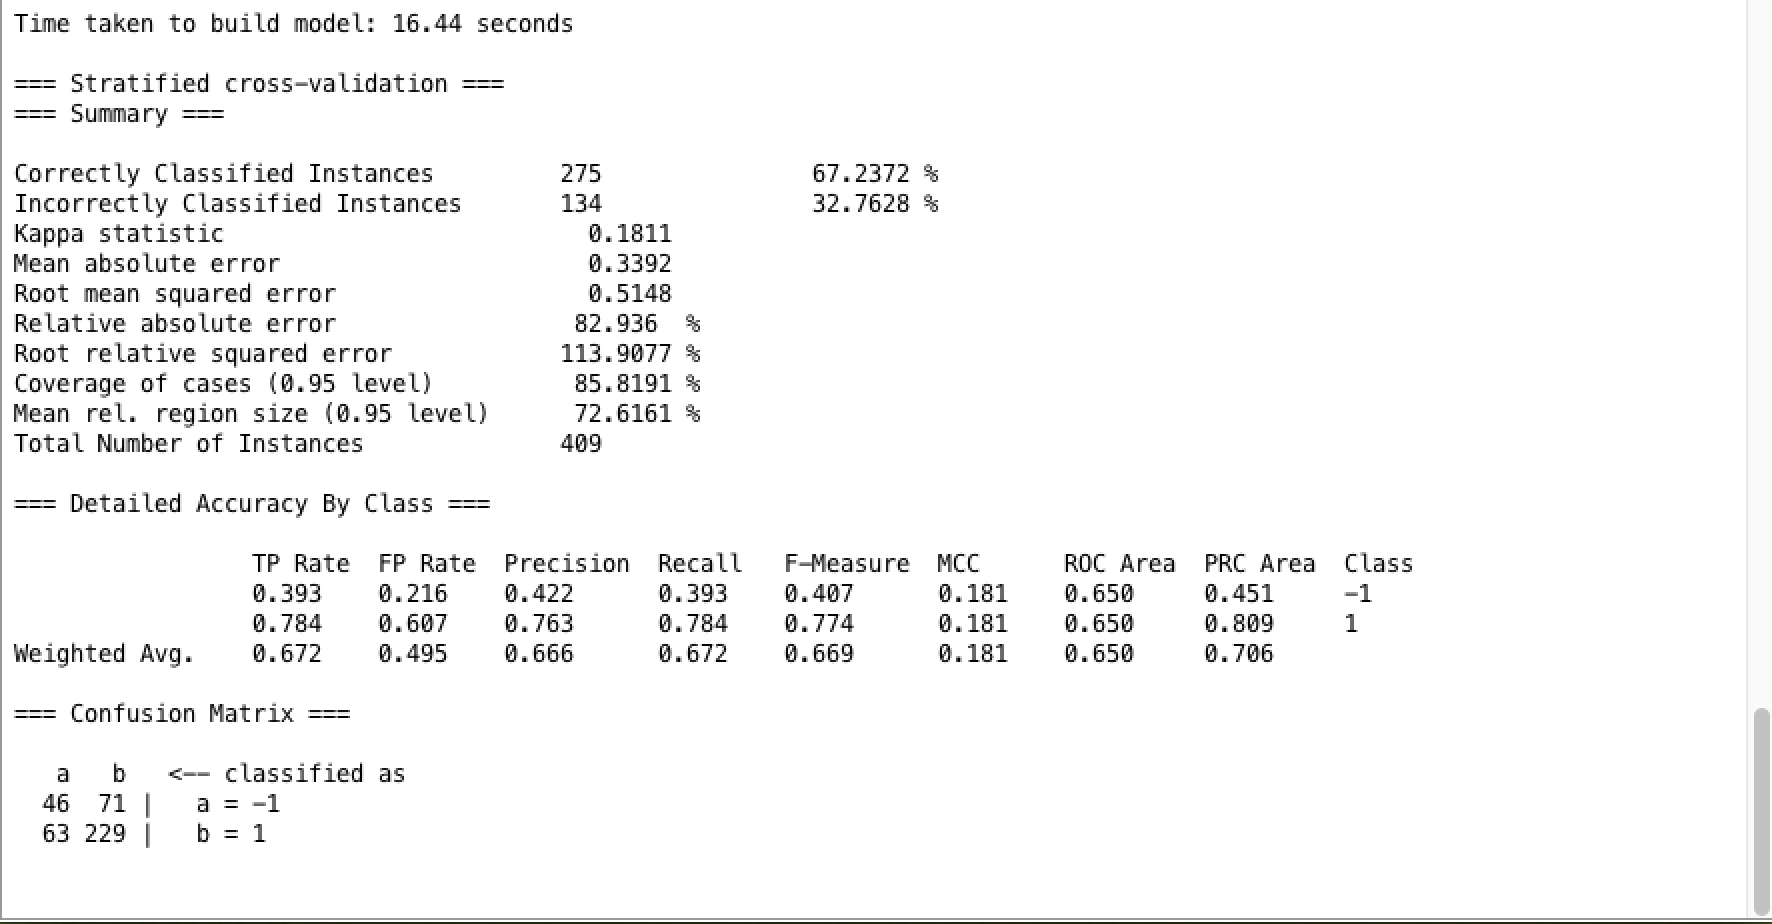 Time taken to build model: 16.44 seconds
=== Stratified cross-validation ===
=== Summary ===
Correctly Classified Instances         275               67.2372 %
Incorrectly Classified Instances       134               32.7628 %
Kappa statistic                          0.1811
Mean absolute error                      0.3392
Root mean squared error                  0.5148
Relative absolute error                 82.936  %
Root relative squared error            113.9077 %
Coverage of cases (0.95 level)          85.8191 %
Mean rel. region size (0.95 level)      72.6161 %
Total Number of Instances              409
=== Detailed Accuracy By Class ===
                 TP Rate  FP Rate  Precision  Recall   F-Measure  MCC      ROC Area  PRC Area  Class
                 0.393    0.216    0.422      0.393    0.407      0.181    0.650     0.451     -1
                 0.784    0.607    0.763      0.784    0.774      0.181    0.650     0.809     1
Weighted Avg.    0.672    0.495    0.666      0.672    0.669      0.181    0.650     0.706
=== Confusion Matrix ===
   a   b   <-- classified as
  46  71 |   a = -1
  63 229 |   b = 1